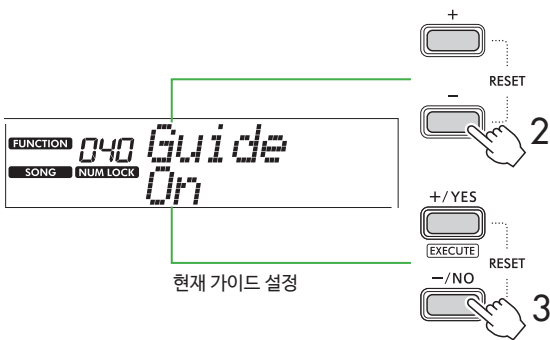 +
RESET
-
2
FUNCTION 040 Guide
SONG NUM LOCK On
+/YES
EXECUTE
RESET
-/NO
3
현재 가이드 설정